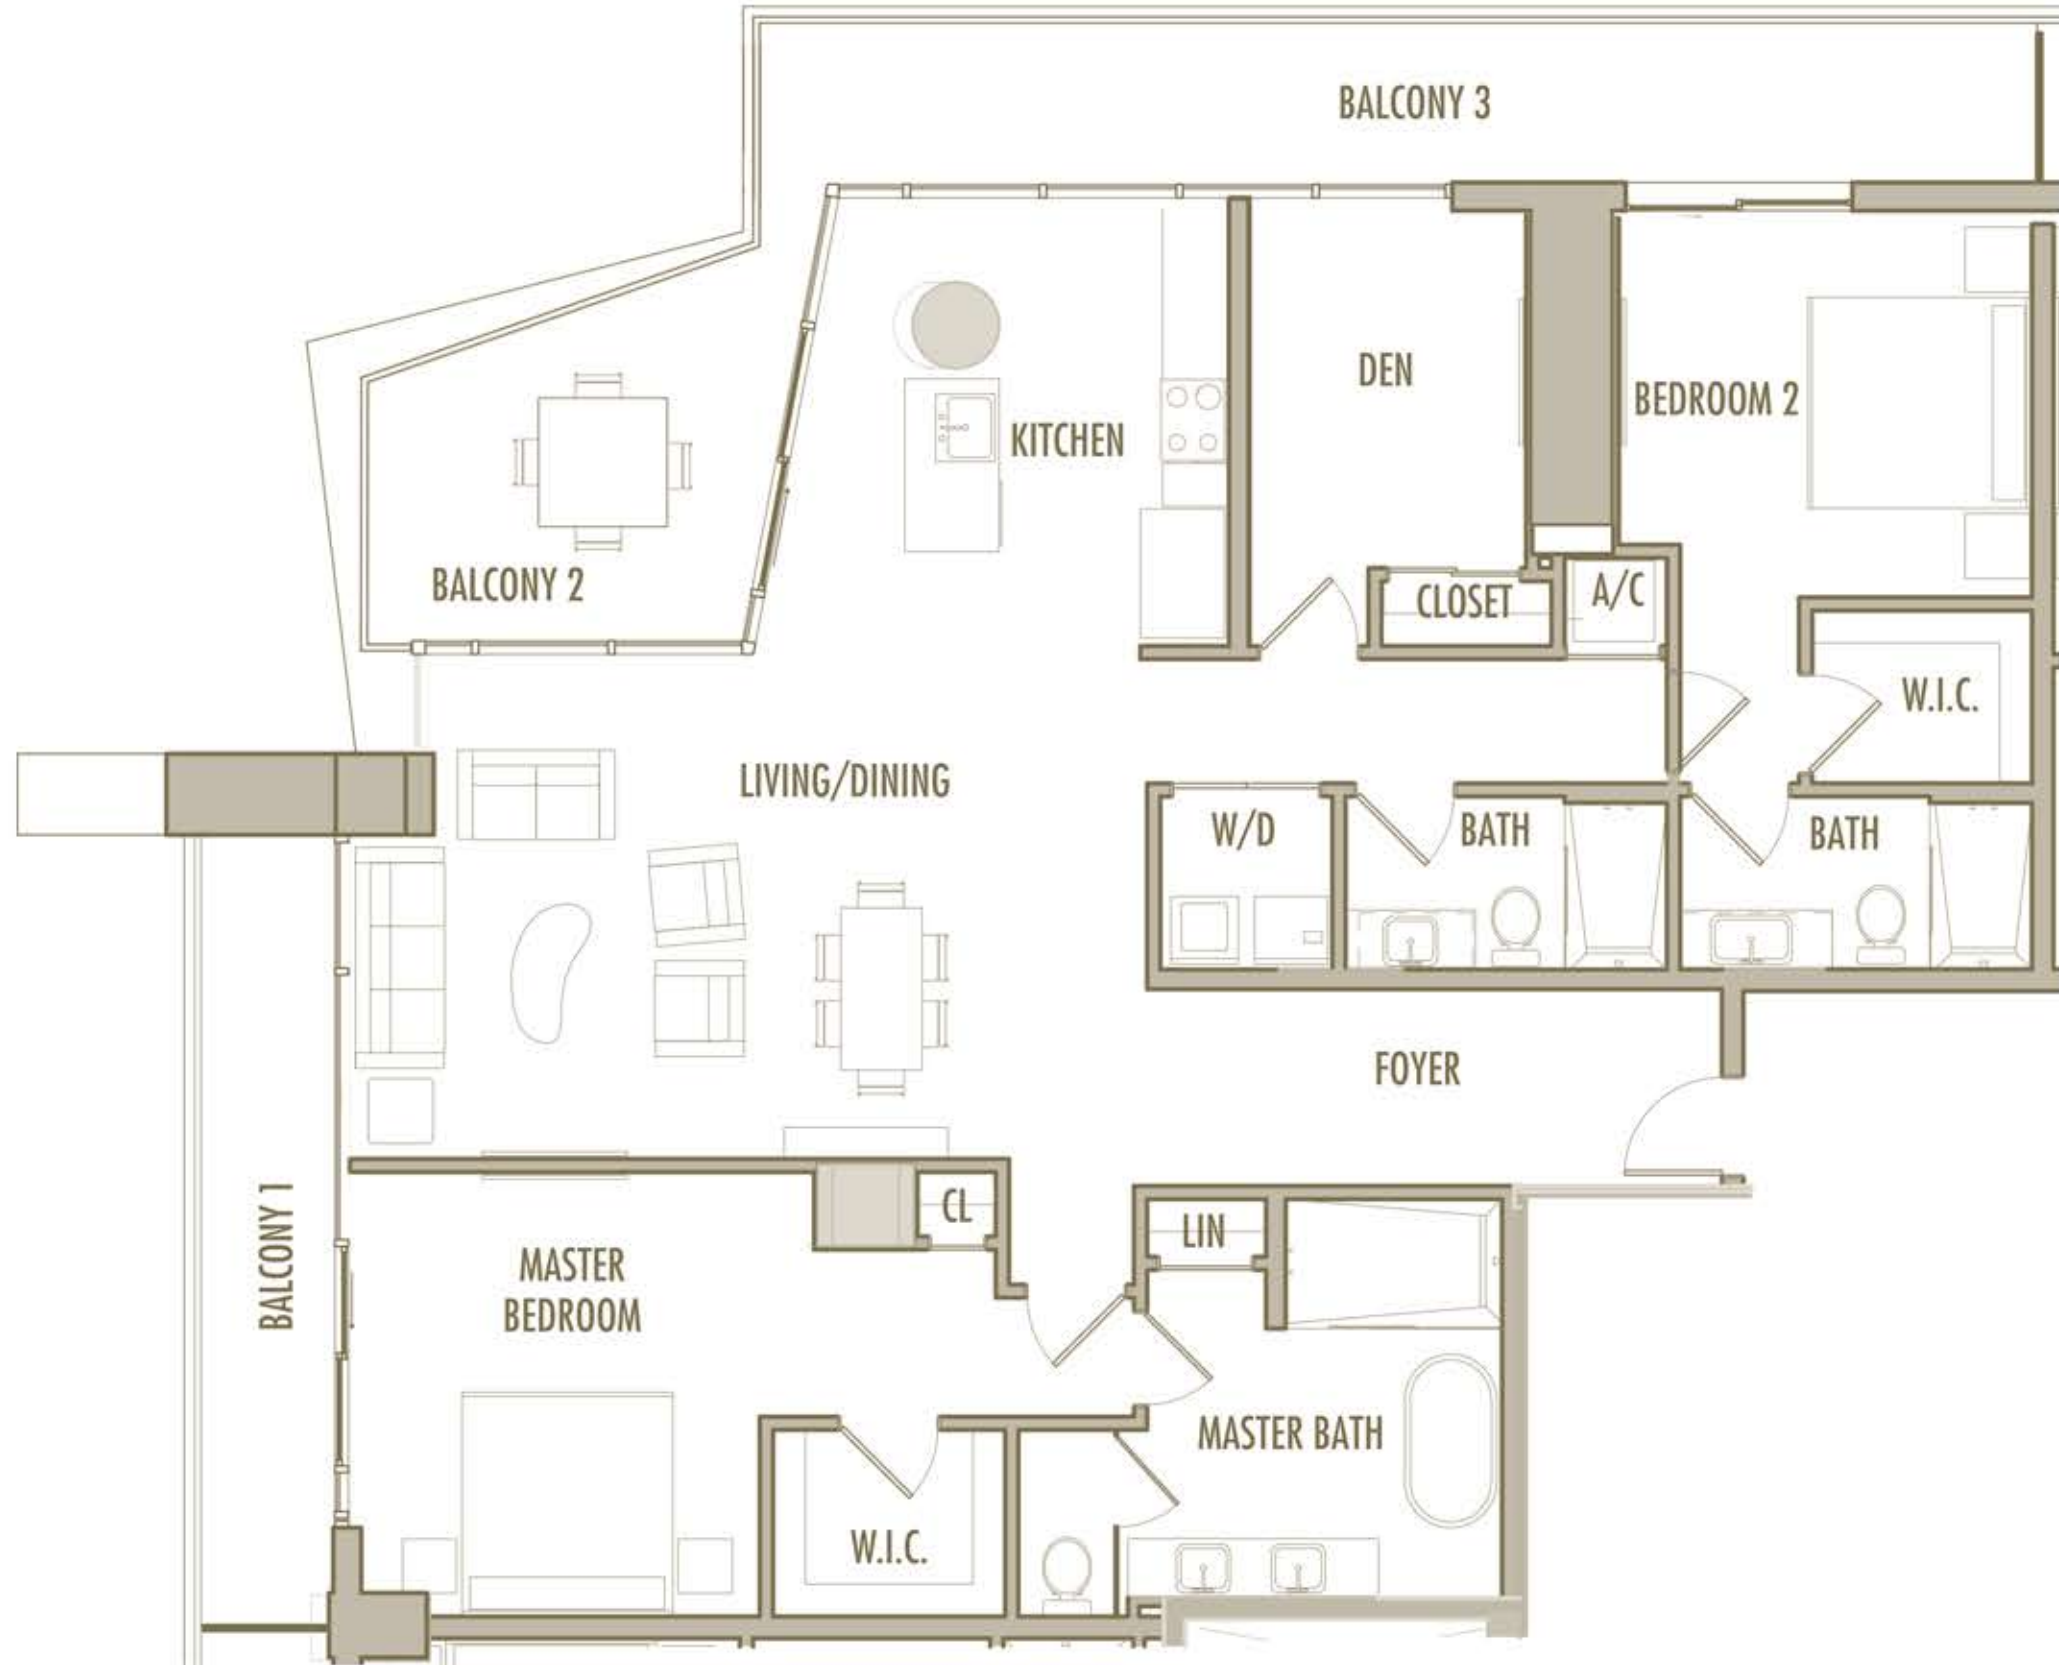 BALCONY 3
DEN
BEDROOM 2
KITCHEN
BALCONY 2
CLOSET
A/C
W.I.C.
LIVING/DINING
W/D
BATH
BATH
FOYER
BALCONY 1
CL
LIN
MASTER
BEDROOM
MASTER BATH
W.I.C.